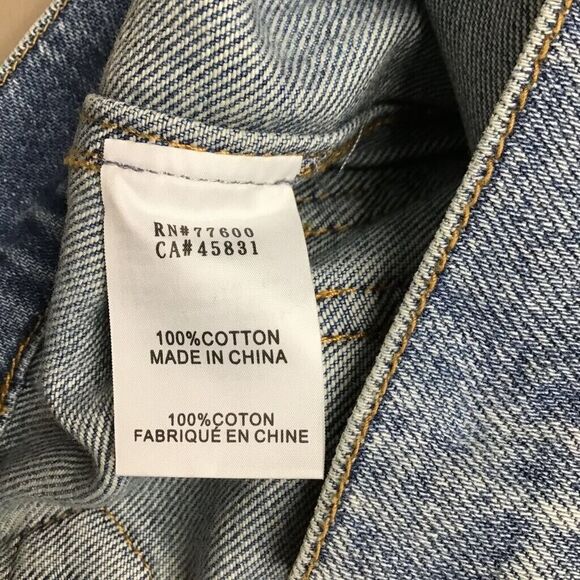 RN#77600
CA#45831
100%COTTON
MADE IN CHINA
100%COTON
FABRIQUÉ EN CHINE